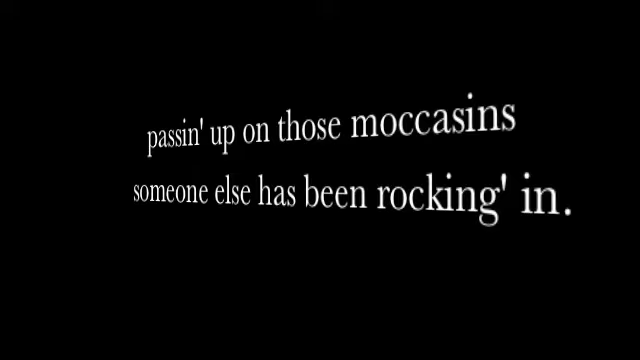 passin' up on those moccasins
someone else has been rocking' in.